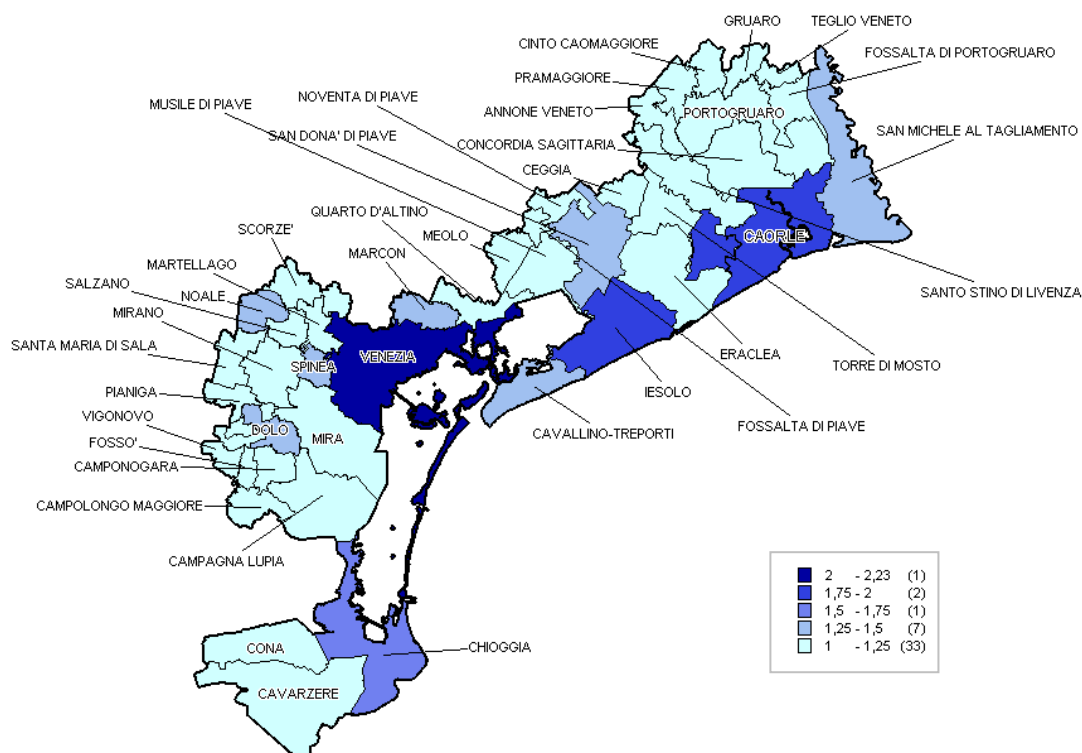 GRUARO
TEGLIO VENETO
CINTO CAOMAGGIORE
FOSSALTA DI PORTOGRUARO
PRAMAGGIORE
NOVENTA DI PIAVE
MUSILE DI PIAVE
ANNONE VENETO
PORTOGRUARO
SAN DONA' DI PIAVE
SAN MICHELE AL TAGLIAMENTO
CONCORDIA SAGITTARIA
CEGGIA
QUARTO D'ALTINO
SCORZE'
MEOLO
CAORLE
MARCON
MARTELLAGO
SALZANO
SANTO STINO DI LIVENZA
NOALE
MIRANO
SANTA MARIA DI SALA
VENEZIA
ERACLEA
TORRE DI MOSTO
SPINEA
IESOLO
PIANIGA
VIGONOVO
DOLO
MIRA
CAVALLINO-TREPORTI
FOSSALTA DI PIAVE
FOSSO'
CAMPONOGARA
CAMPOLONGO MAGGIORE
CAMPAGNA LUPIA
CONA
CHIOGGIA
CAVARZERE
2 - 2,23 (1)
1,75 - 2 (2)
1,5 - 1,75 (1)
1,25 - 1,5 (7)
1 - 1,25 (33)